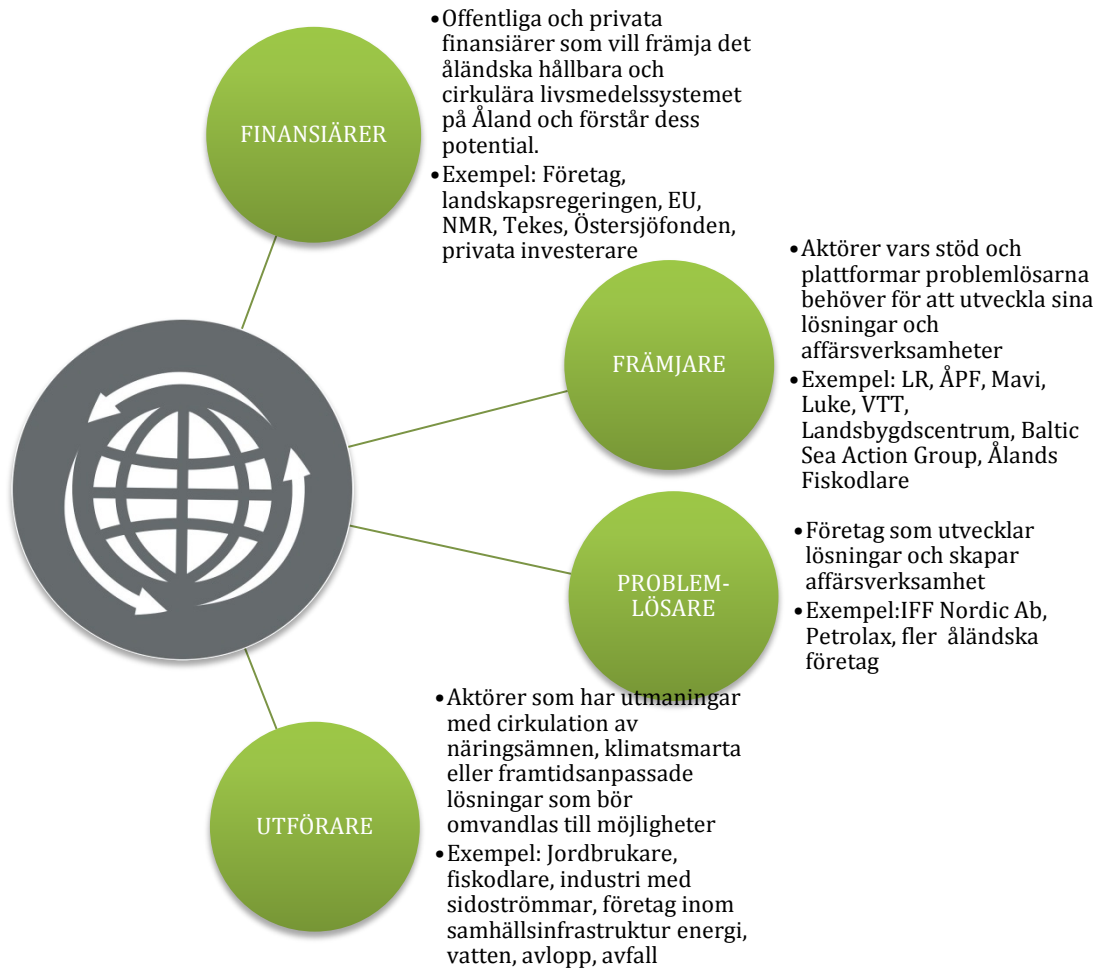 FINANSIÄRER
•Offentliga och privata
finansiärer som vill främja det
åländska hållbara och
cirkulära livsmedelssystemet
på Åland och förstår dess
potential.
•Exempel: Företag,
landskapsregeringen, EU,
NMR, Tekes, Östersjöfonden,
privata investerare
FRÄMJARE
•Aktörer vars stöd och
plattformar problemlösarna
behöver för att utveckla sina
lösningar och
affärsverksamheter
•Exempel: LR, ÅPF, Mavi,
Luke, VTT,
Landsbygdscentrum, Baltic
Sea Action Group, Ålands
Fiskodlare
PROBLEM-
LÖSARE
•Företag som utvecklar
lösningar och skapar
affärsverksamhet
•Exempel:IFF Nordic Ab,
Petrolax, fler åländska
företag
UTFÖRARE
•Aktörer som har utmaningar
med cirkulation av
näringsämnen, klimatsmarta
eller framtidsanpassade
lösningar som bör
omvandlas till möjligheter
•Exempel: Jordbrukare,
fiskodlare, industri med
sidoströmmar, företag inom
samhällsinfrastruktur energi,
vatten, avlopp, avfall